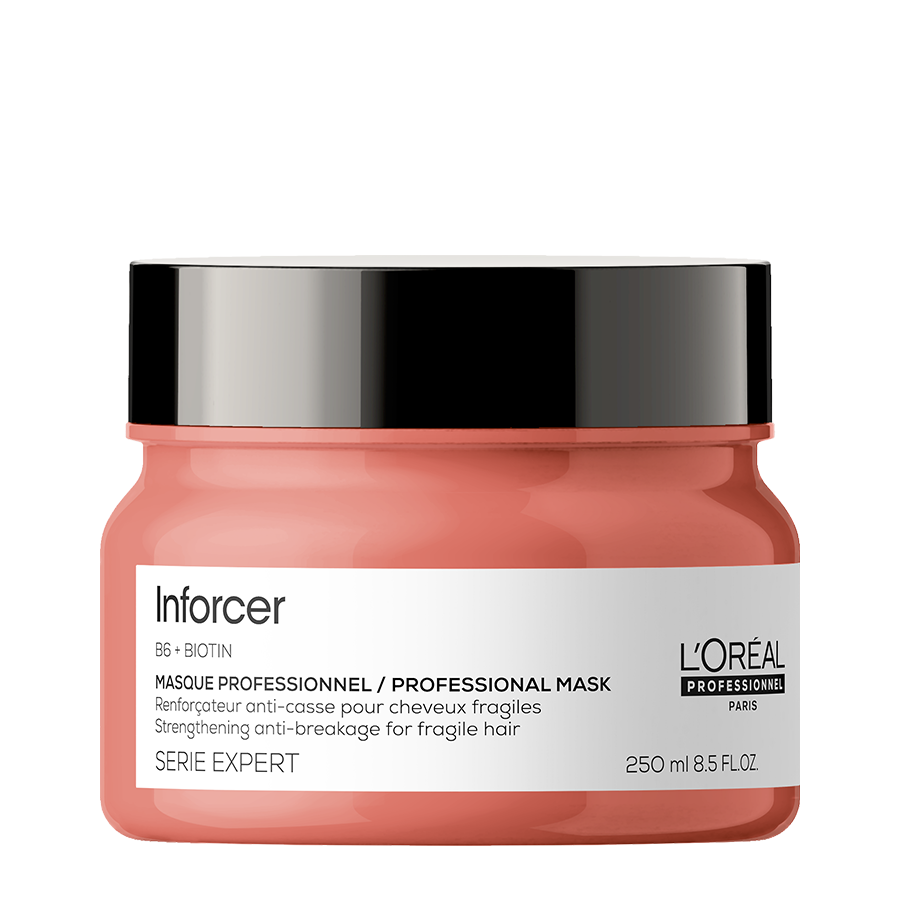 Inforcer
B6 + BIOTIN
MASQUE PROFESSIONNEL / PROFESSIONAL MASK
Renforçateur anti-casse pour cheveux fragiles
Strengthening anti-breakage for fragile hair
SERIE EXPERT
L'ORÉAL
PROFESSIONNEL
PARIS
250 ml 8.5 FL.OZ.